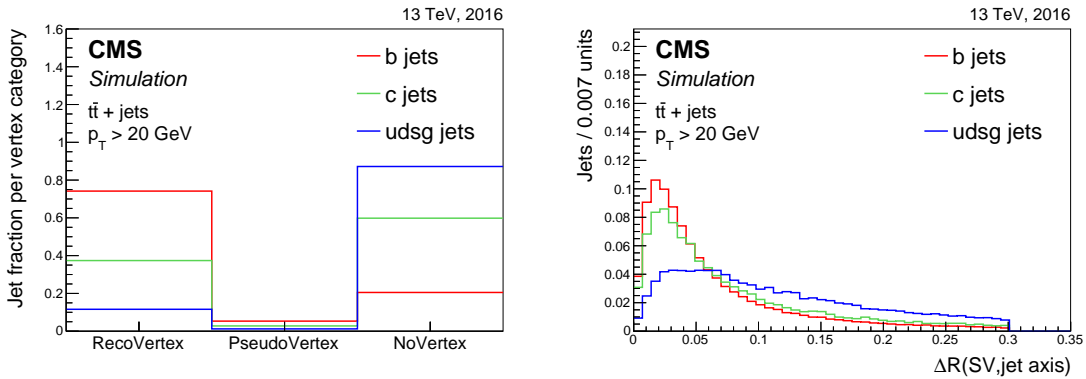 13 TeV, 2016
Jet fraction per vertex category
1.6
1.4
1.2
1
0.8
0.6
0.4
0.2
0
CMS
Simulation
tt̄ + jets
p_T > 20 GeV
b jets
c jets
udsg jets
RecoVertex PseudoVertex NoVertex
13 TeV, 2016
Jets / 0.007 units
0.2
0.18
0.16
0.14
0.12
0.1
0.08
0.06
0.04
0.02
0
CMS
Simulation
tt̄ + jets
p_T > 20 GeV
b jets
c jets
udsg jets
0 0.05 0.1 0.15 0.2 0.25 0.3 0.35
ΔR(SV,jet axis)